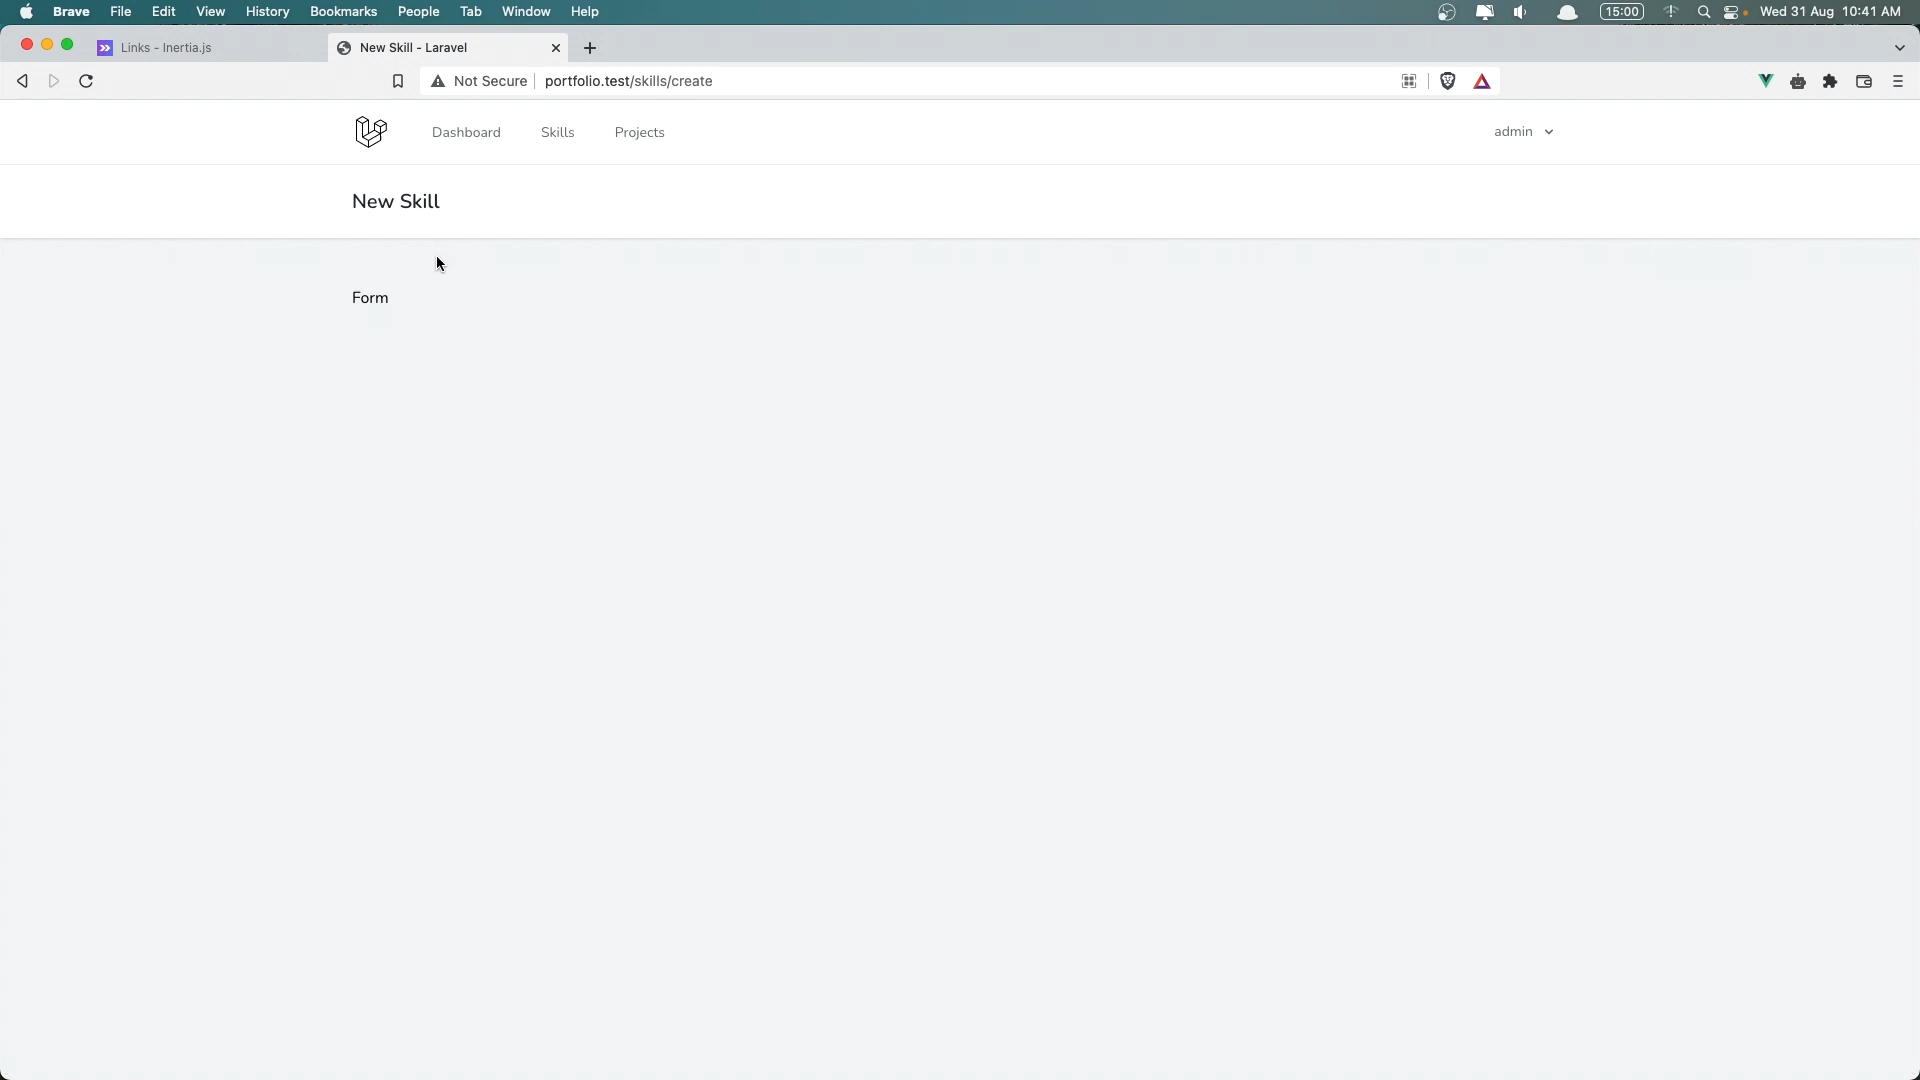 Brave File Edit View History Bookmarks People Tab Window Help 15:00 Wed 31 Aug 10:41 AM
Links - Inertia.js New Skill - Laravel
Not Secure portfolio.test/skills/create
Dashboard Skills Projects admin
New Skill
Form